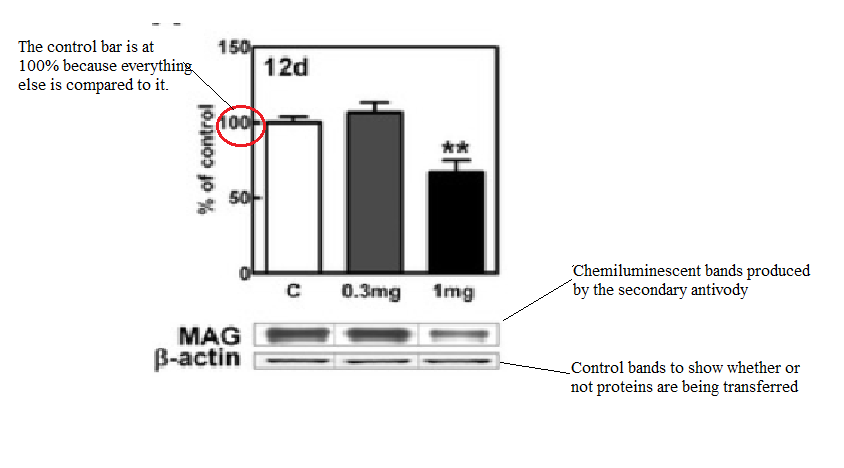 The control bar is at
100% because everything
else is compared to it.
150
12d
100
% of control
**
50
0
C 0.3mg 1mg
Chemiluminescent bands produced
by the secondary antivody
MAG
β-actin
Control bands to show whether or
not proteins are being transferred